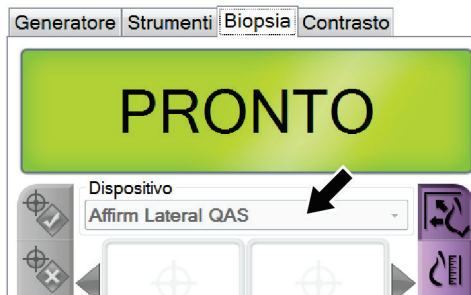 Generatore Strumenti Biopsia Contrasto
PRONTO
Dispositivo
Affirm Lateral QAS